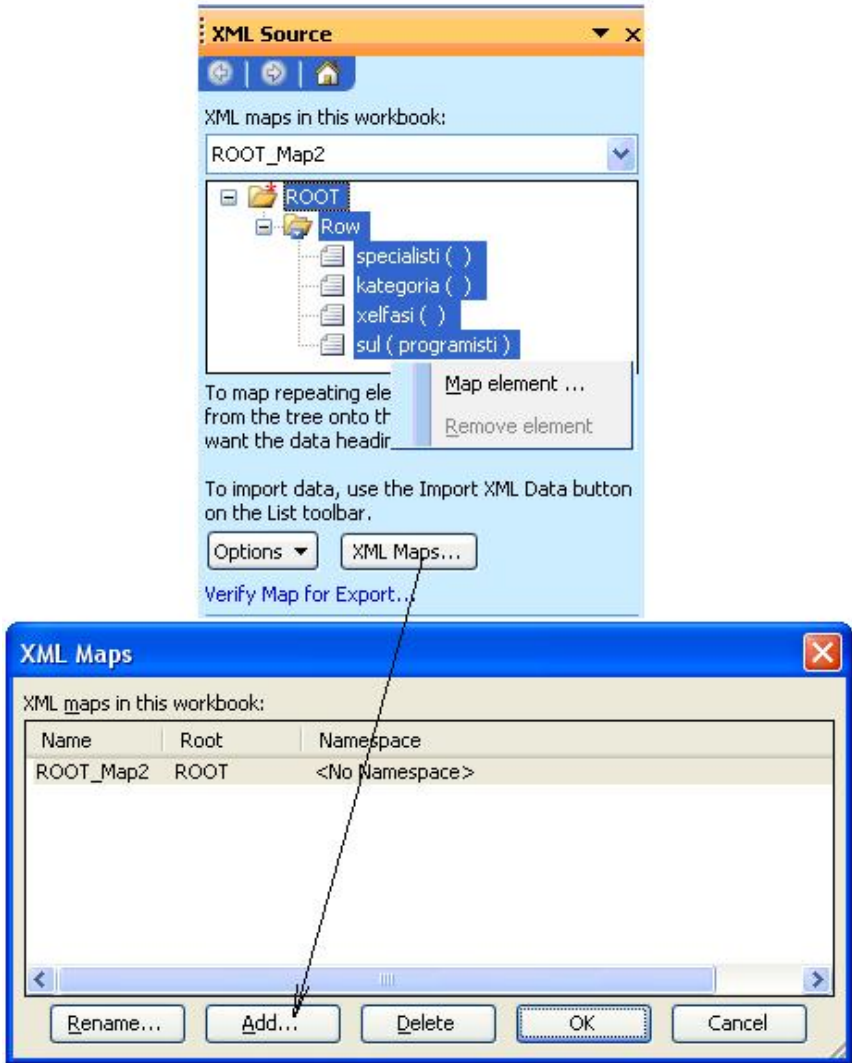 XML Source
XML maps in this workbook:
ROOT_Map2
ROOT
Row
specialisti ( )
kategoria ( )
xelfasi ( )
sul ( programisti )
Map element ...
Remove element
To map repeating ele
from the tree onto th
want the data headin
To import data, use the Import XML Data button
on the List toolbar.
Options XML Maps...
Verify Map for Export...
XML Maps
XML maps in this workbook:
Name Root Namespace
ROOT_Map2 ROOT <No Namespace>
Rename... Add... Delete OK Cancel